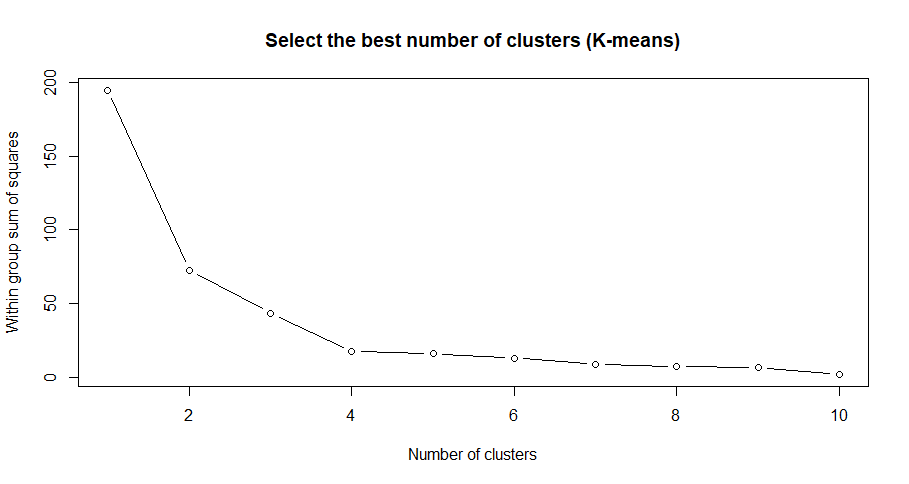 Select the best number of clusters (K-means)
Within group sum of squares
200
150
100
50
0
2 4 6 8 10
Number of clusters